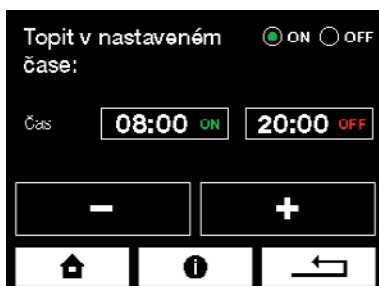 Topit v nastaveném ON OFF
čase:
Čas 08:00 ON 20:00 OFF
− +